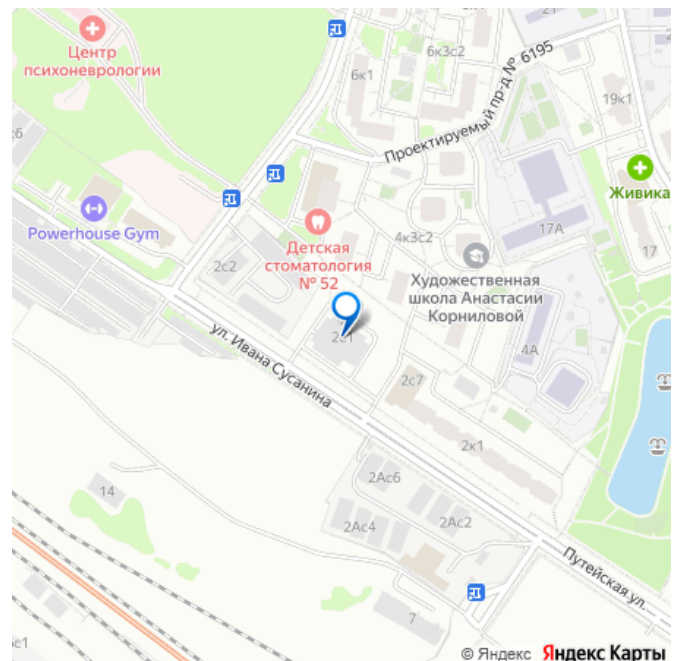 Центр
психоневрологии
6к1
6к3с2
Проектируемый пр-д № 6195
19к1
Живика
17
17А
с6
Powerhouse Gym
Детская
стоматология
№ 52
4к3с2
2с2
Художественная
школа Анастасии
Корниловой
2с1
4А
ул. Ивана Сусанина
2с7
2к1
2Ас6
2Ас4
2Ас2
14
Путейская ул.
7
с1
© Яндекс Яндекс Карты